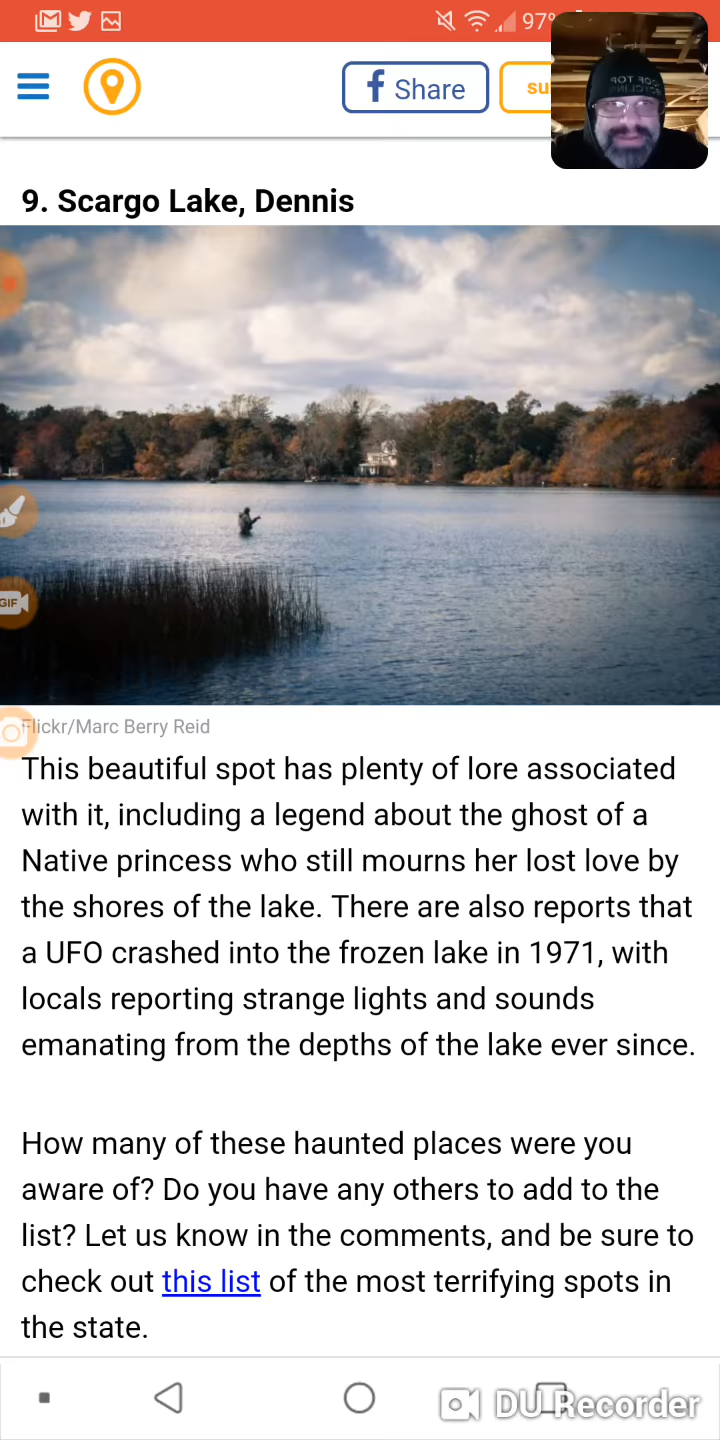 97%
Share
su
9. Scargo Lake, Dennis
GIF
Flickr/Marc Berry Reid
This beautiful spot has plenty of lore associated
with it, including a legend about the ghost of a
Native princess who still mourns her lost love by
the shores of the lake. There are also reports that
a UFO crashed into the frozen lake in 1971, with
locals reporting strange lights and sounds
emanating from the depths of the lake ever since.
How many of these haunted places were you
aware of? Do you have any others to add to the
list? Let us know in the comments, and be sure to
check out this list of the most terrifying spots in
the state.
DU Recorder